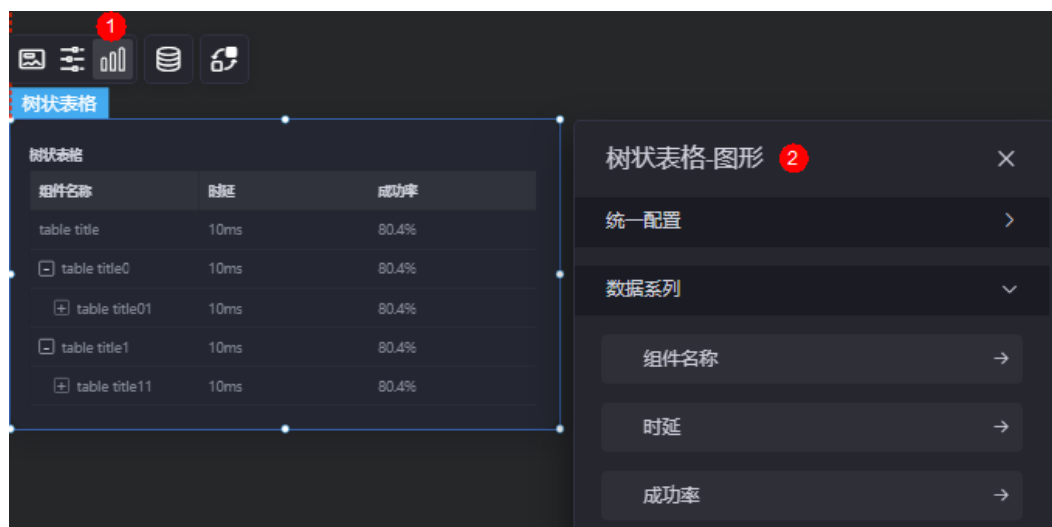 1
树状表格
树状表格
组件名称 时延 成功率
table title 10ms 80.4%
- table title0 10ms 80.4%
+ table title01 10ms 80.4%
- table title1 10ms 80.4%
+ table title11 10ms 80.4%
树状表格-图形 2
统一配置
数据系列
组件名称
时延
成功率